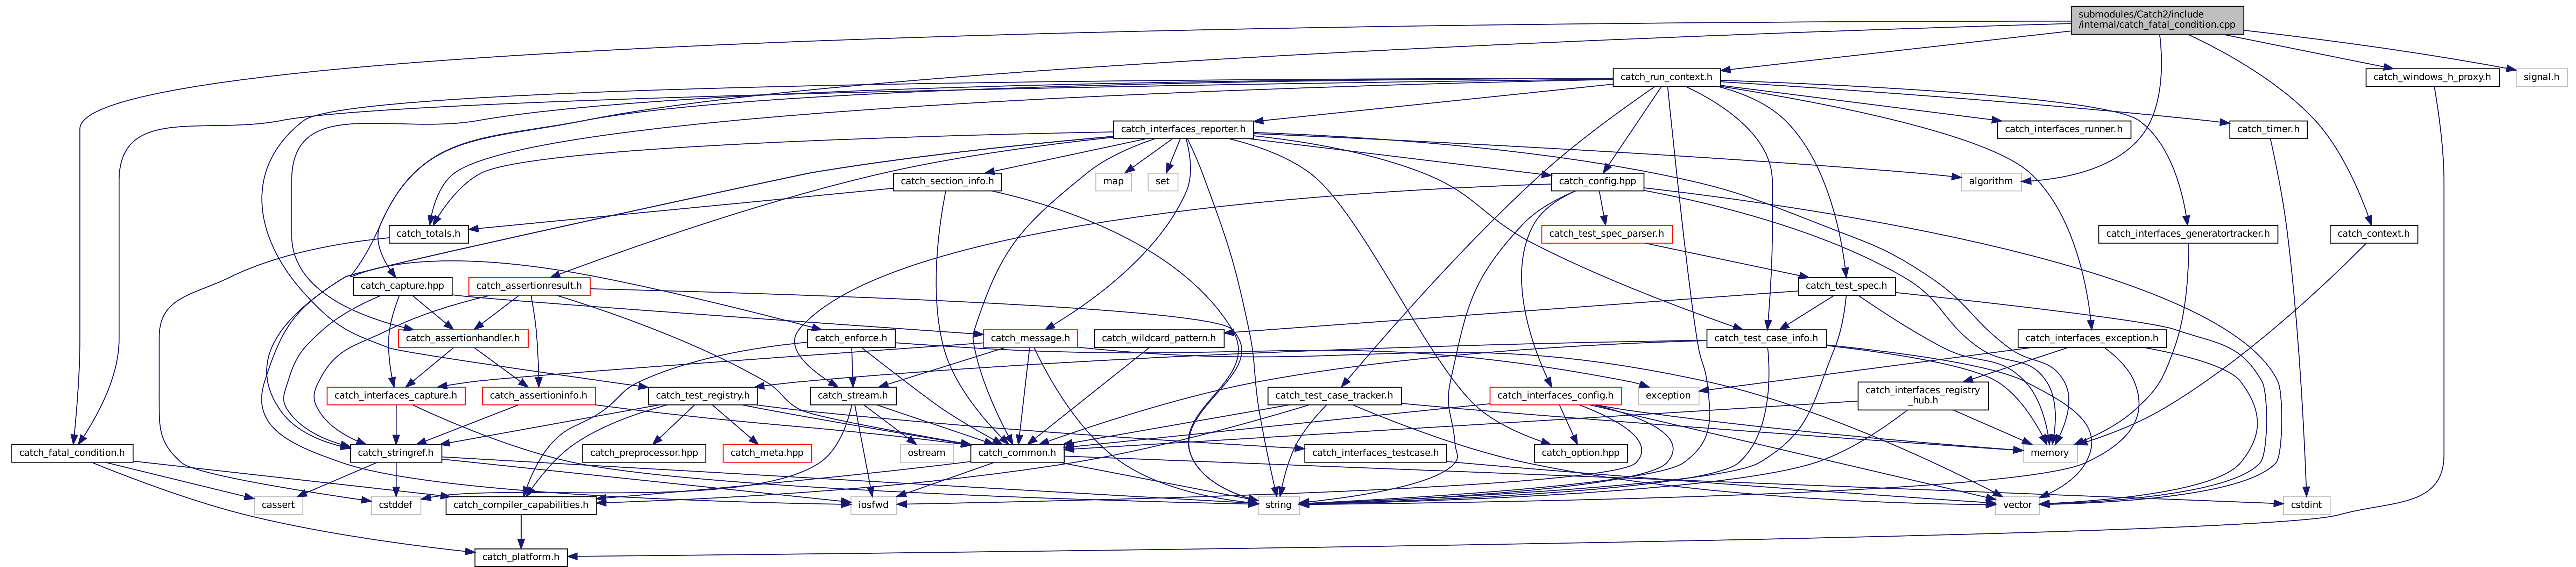 submodules/Catch2/include
/internal/catch_fatal_condition.cpp
catch_run_context.h
catch_windows_h_proxy.h
signal.h
catch_interfaces_reporter.h
catch_interfaces_runner.h
catch_timer.h
catch_section_info.h
map
set
catch_config.hpp
algorithm
catch_totals.h
catch_test_spec_parser.h
catch_interfaces_generatortracker.h
catch_context.h
catch_capture.hpp
catch_assertionresult.h
catch_test_spec.h
catch_assertionhandler.h
catch_enforce.h
catch_message.h
catch_wildcard_pattern.h
catch_test_case_info.h
catch_interfaces_exception.h
catch_interfaces_capture.h
catch_assertioninfo.h
catch_test_registry.h
catch_stream.h
exception
catch_test_case_tracker.h
catch_interfaces_config.h
catch_interfaces_registry
_hub.h
catch_fatal_condition.h
catch_stringref.h
catch_preprocessor.hpp
catch_meta.hpp
ostream
catch_common.h
catch_interfaces_testcase.h
catch_option.hpp
memory
cassert
cstddef
catch_compiler_capabilities.h
iosfwd
string
vector
cstdint
catch_platform.h